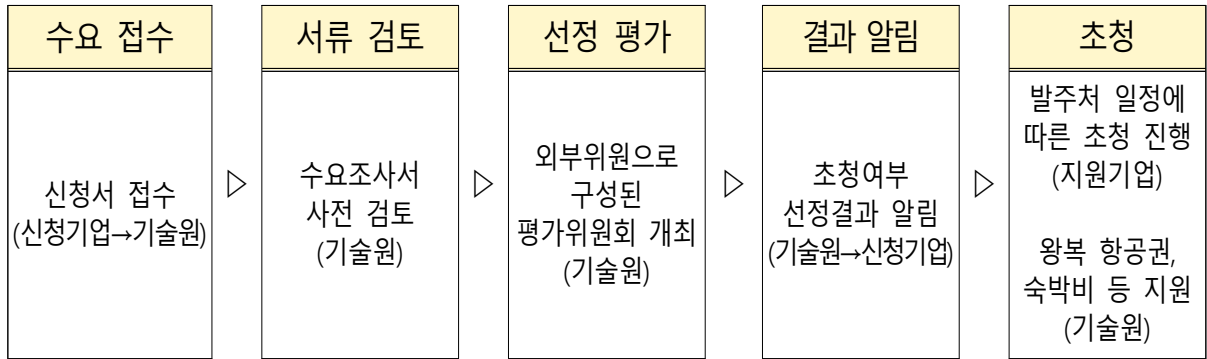 수요 접수
신청서 접수
(신청기업→기술원)
▷
서류 검토
수요조사서
사전 검토
(기술원)
▷
선정 평가
외부위원으로
구성된
평가위원회 개최
(기술원)
▷
결과 알림
초청여부
선정결과 알림
(기술원→신청기업)
▷
초청
발주처 일정에
따른 초청 진행
(지원기업)
왕복 항공권,
숙박비 등 지원
(기술원)